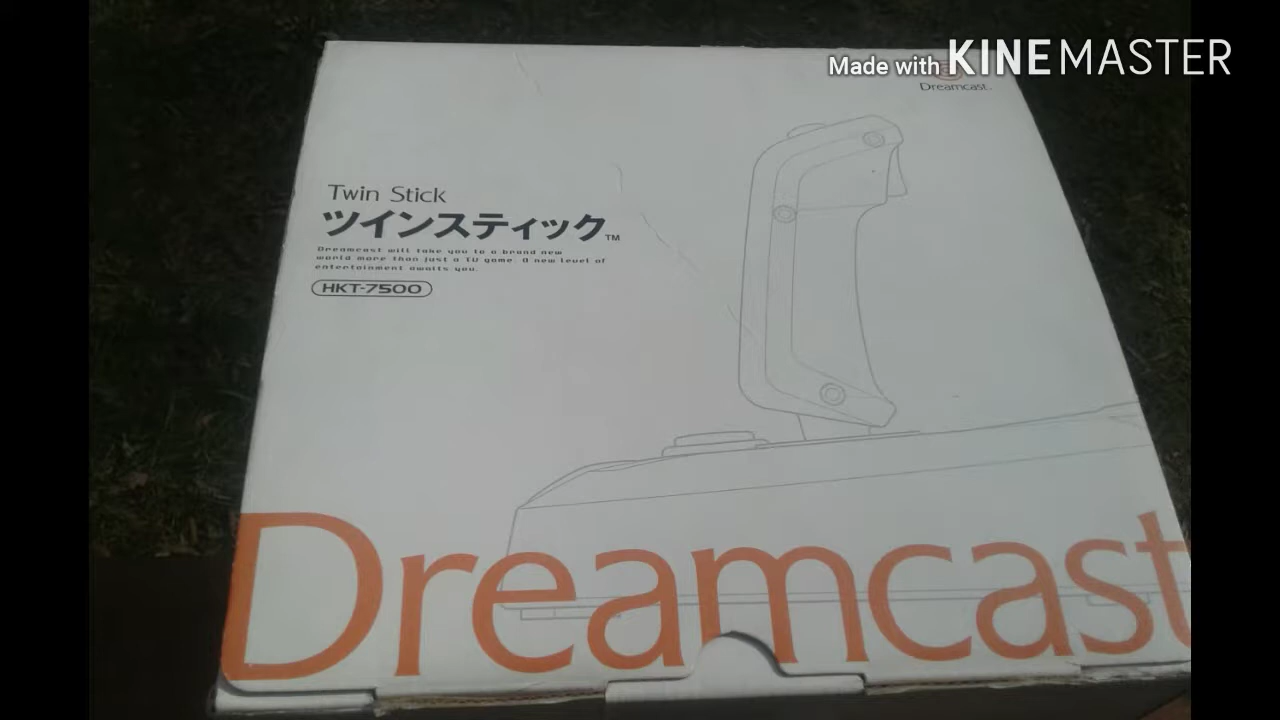 Made with KINEMASTER
Dreamcast.
Twin Stick
ツインスティック™
Dreamcast will take you to a brand new
world more than just a TV game. A new level of
entertainment awaits you.
HKT-7500
Dreamcast